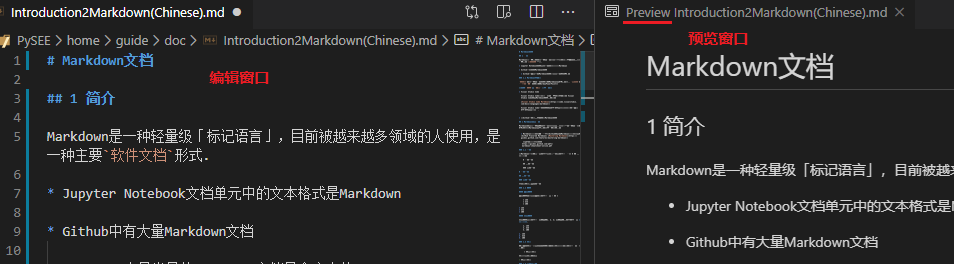 Introduction2Markdown(Chinese).md
PySEE > home > guide > doc > Introduction2Markdown(Chinese).md > # Markdown文档
编辑窗口
1 # Markdown文档
2
3 ## 1 简介
4
5 Markdown是一种轻量级「标记语言」，目前被越来越多领域的人使用，是
一种主要`软件文档`形式.
6
7 * Jupyter Notebook文档单元中的文本格式是Markdown
8
9 * Github中有大量Markdown文档
10
Preview Introduction2Markdown(Chinese).md
预览窗口
Markdown文档
1 简介
Markdown是一种轻量级「标记语言」，目前被越
• Jupyter Notebook文档单元中的文本格式是M
• Github中有大量Markdown文档